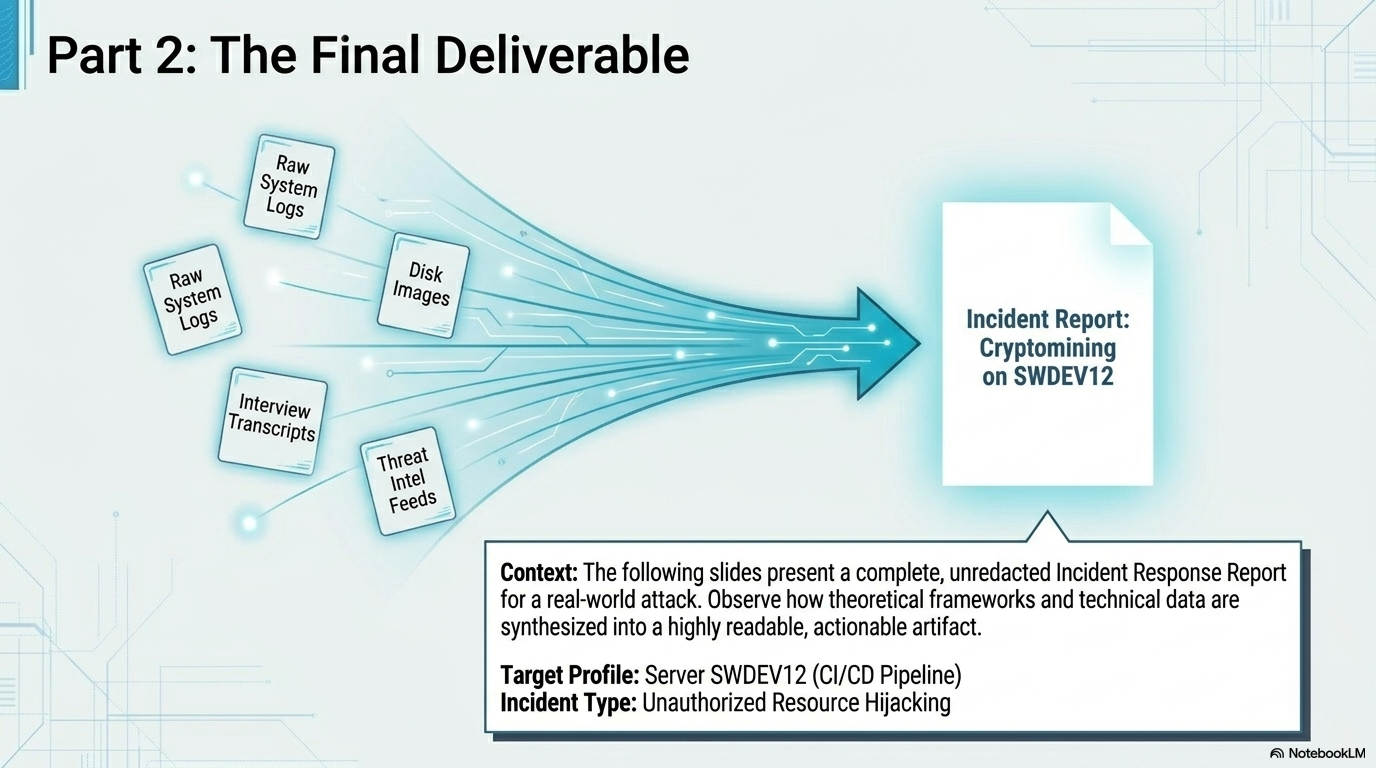 Part 2: The Final Deliverable
Raw
System
Logs
Raw
System
Logs
Disk
Images
Interview
Transcripts
Threat
Intel
Feeds
Incident Report:
Cryptomining
on SWDEV12
Context: The following slides present a complete, unredacted Incident Response Report
for a real-world attack. Observe how theoretical frameworks and technical data are
synthesized into a highly readable, actionable artifact.
Target Profile: Server SWDEV12 (CI/CD Pipeline)
Incident Type: Unauthorized Resource Hijacking
NotebookLM